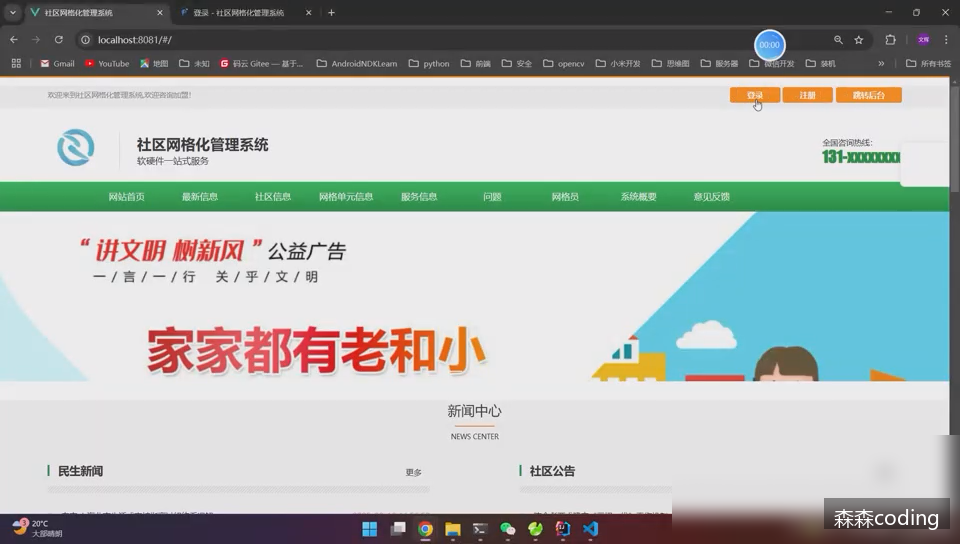 社区网格化管理系统
登录 - 社区网格化管理系统
localhost:8081/#/
00:00
文辉
Gmail YouTube 地图 未知 码云 Gitee — 基于... AndroidNDKLearn python 前端 安全 opencv 小米开发 思维图 服务器 微信开发 装机 » 所有书签
欢迎来到社区网格化管理系统,欢迎咨询加盟!
登录 注册 跳转后台
社区网格化管理系统
软硬件一站式服务
全国咨询热线:
131-xxxxxxxx
网站首页 最新信息 社区信息 网格单元信息 服务信息 问题 网格员 系统概要 意见反馈
“讲文明 树新风”公益广告
一/言/一/行 关/乎/文/明
家家都有老和小
新闻中心
NEWS CENTER
民生新闻 更多
社区公告
3
20°C
大部晴朗
森森coding